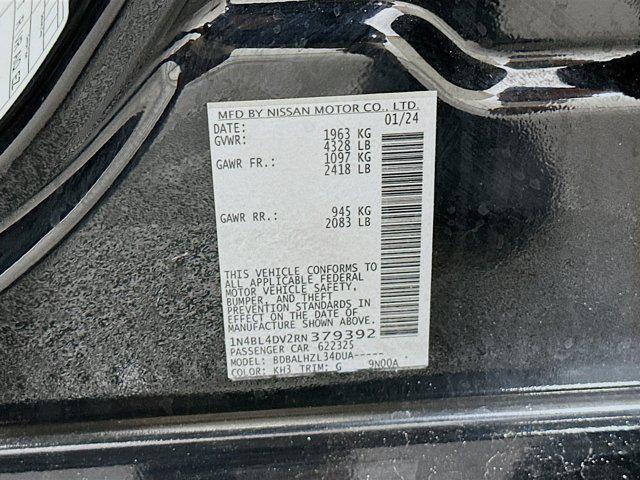 MFD BY NISSAN MOTOR CO., LTD.
DATE: 01/24
GVWR: 1963 KG
4328 LB
GAWR FR.: 1097 KG
2418 LB
GAWR RR.: 945 KG
2083 LB
THIS VEHICLE CONFORMS TO
ALL APPLICABLE FEDERAL
MOTOR VEHICLE SAFETY,
BUMPER, AND THEFT
PREVENTION STANDARDS IN
EFFECT ON THE DATE OF
MANUFACTURE SHOWN ABOVE.
1N4BL4DV2RN379392
PASSENGER CAR 622325
MODEL: BDBALHZL34DUA-----
COLOR: KH3 TRIM: G 9N00A